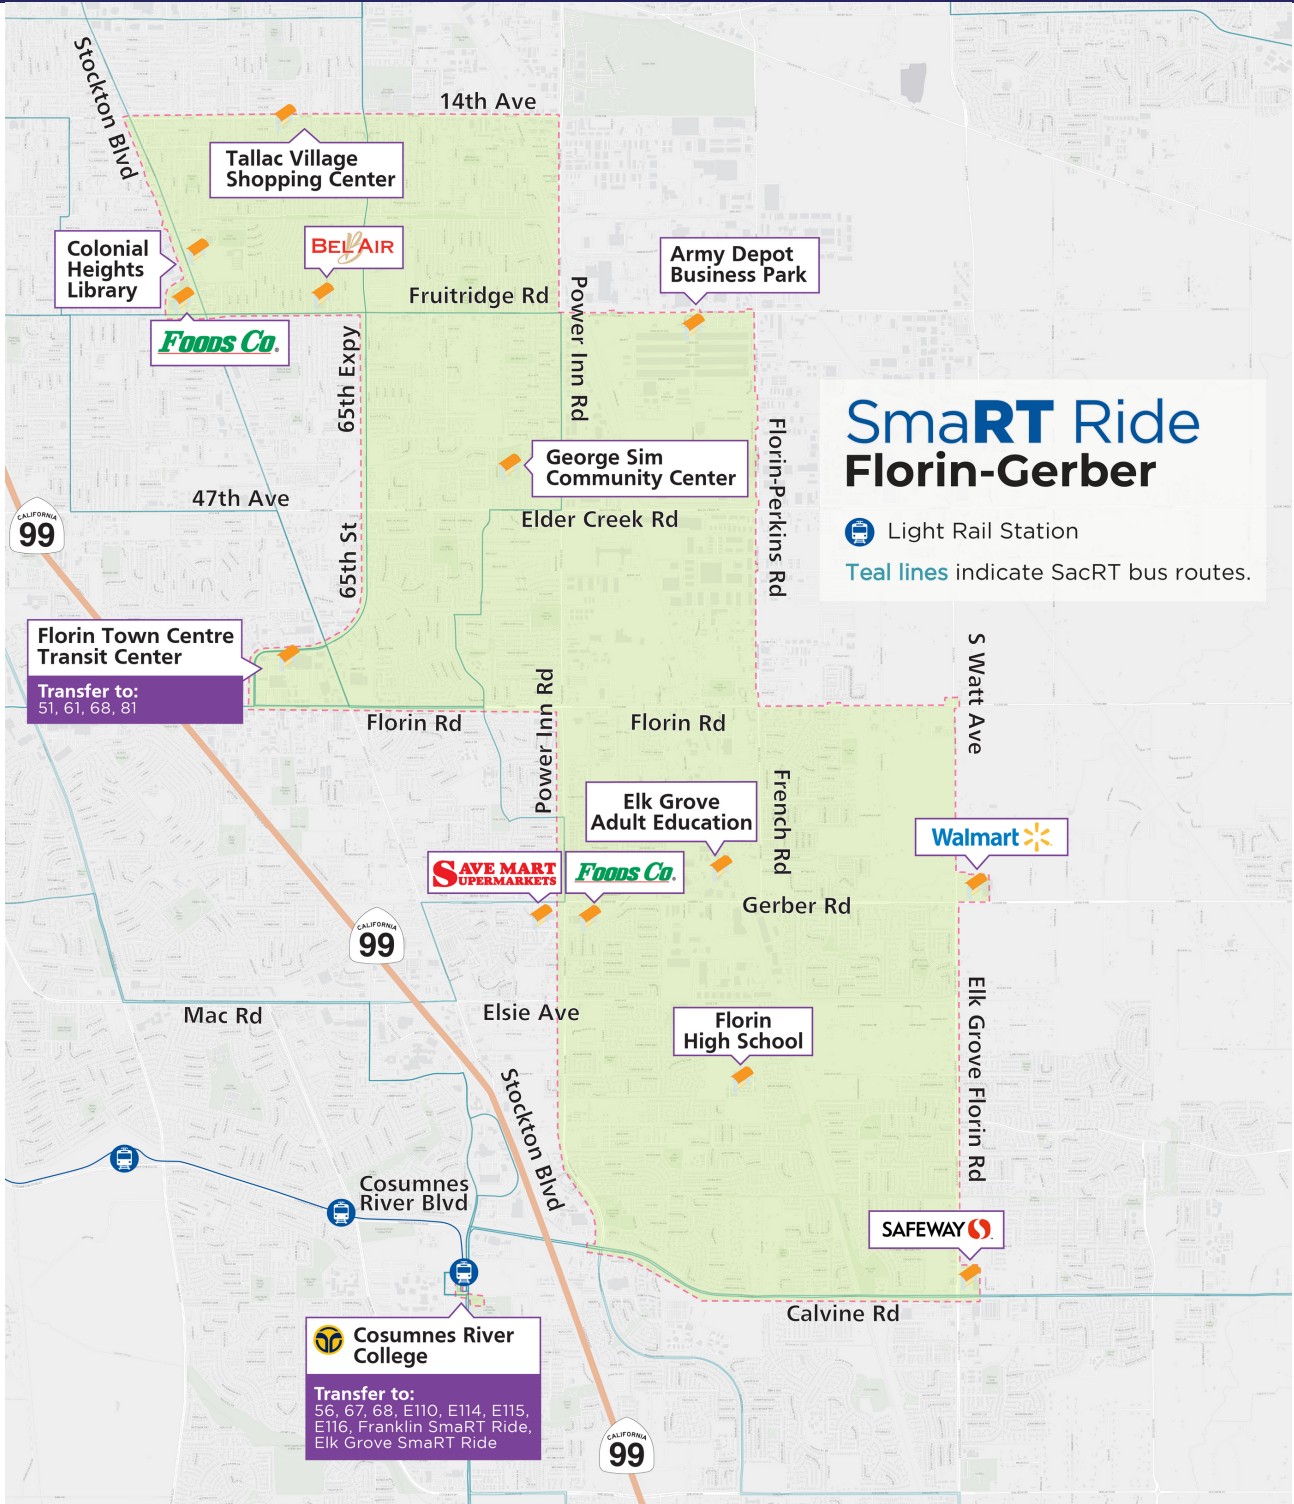 Stockton Blvd
14th Ave
Tallac Village
Shopping Center
Colonial
Heights
Library
BEL AIR
Army Depot
Business Park
Fruitridge Rd
Power Inn Rd
FOODS CO.
65th Expy
SmaRT Ride
Florin-Gerber
Light Rail Station
Teal lines indicate SacRT bus routes.
Florin-Perkins Rd
George Sim
Community Center
47th Ave
CALIFORNIA
99
Elder Creek Rd
65th St
Florin Town Centre
Transit Center
Transfer to:
51, 61, 68, 81
S Watt Ave
Power Inn Rd
Florin Rd
Florin Rd
French Rd
Elk Grove
Adult Education
Walmart
SAVE MART
SUPERMARKETS
FOODS CO.
Gerber Rd
CALIFORNIA
99
Elk Grove Florin Rd
Mac Rd
Elsie Ave
Florin
High School
Stockton Blvd
Cosumnes
River Blvd
SAFEWAY
Calvine Rd
Cosumnes River
College
Transfer to:
56, 67, 68, E110, E114, E115,
E116, Franklin SmaRT Ride,
Elk Grove SmaRT Ride
CALIFORNIA
99